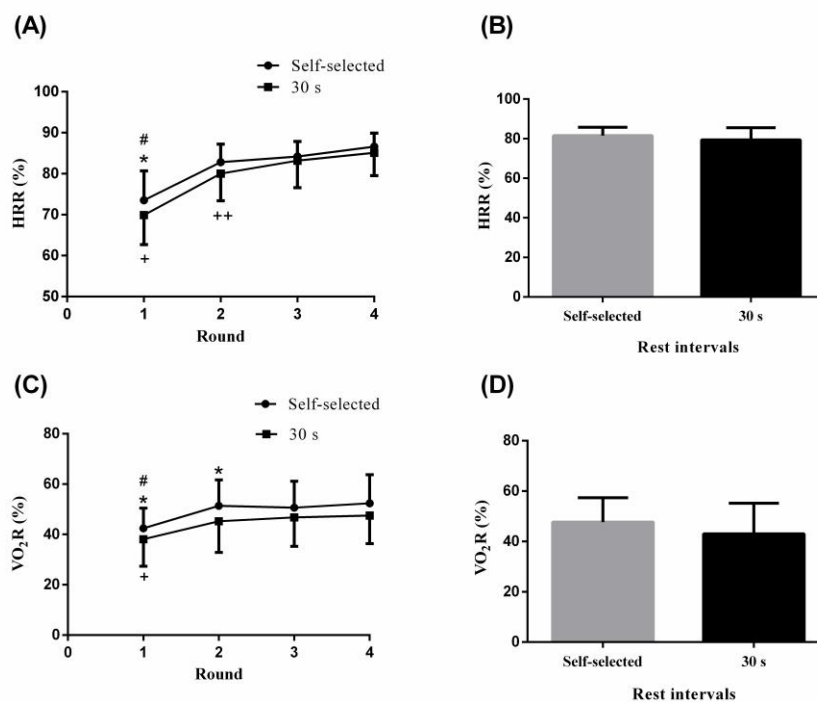 (A)
Self-selected
30 s
HRR (%)
100
90
80
70
60
50
#
*
+
++
0 1 2 3 4
Round
(B)
HRR (%)
100
80
60
40
20
0
Self-selected 30 s
Rest intervals
(C)
Self-selected
30 s
VO₂R (%)
80
60
40
20
0
#
*
*
+
0 1 2 3 4
Round
(D)
VO₂R (%)
80
60
40
20
0
Self-selected 30 s
Rest intervals